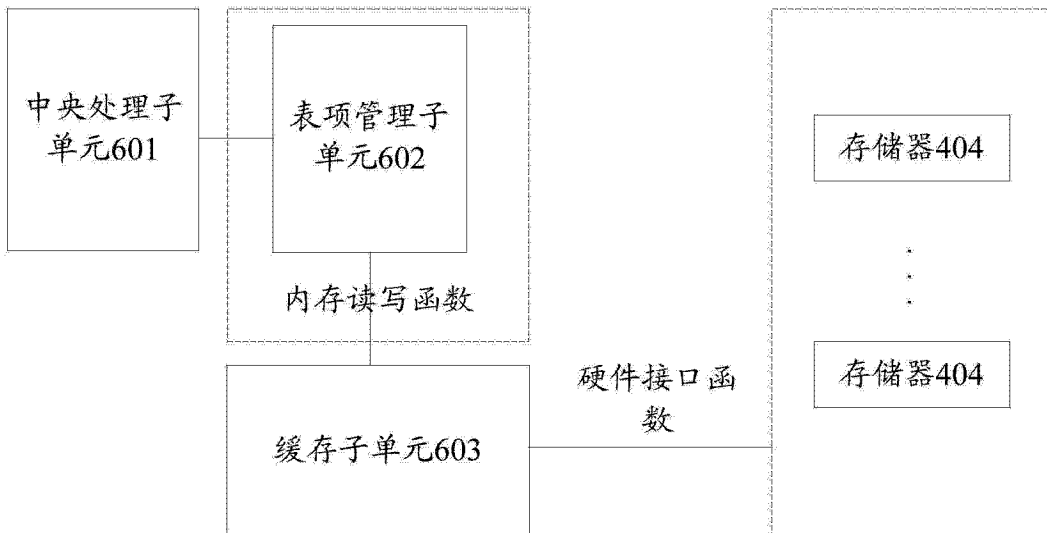 中央处理子
单元601
表项管理子
单元602
内存读写函数
缓存子单元603
硬件接口函
数
存储器404
存储器404